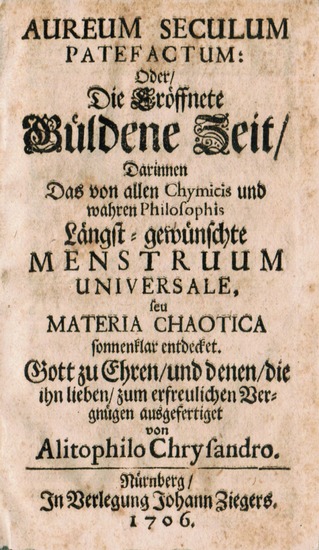 AUREUM SECULUM
PATEFACTUM:
Oder/
Die Eröffnete
Güldene Zeit/
Darinnen
Das von allen Chymicis und
wahren Philosophis
Längst-gewünschte
MENSTRUUM
UNIVERSALE,
seu
MATERIA CHAOTICA
sonnenklar entdecket.
Gott zu Ehren/und denen/die
ihn lieben/zum erfreulichen Ver-
gnügen ausgefertiget
von
Alitophilo Chrysandro.
Nürnberg/
In Verlegung Johann Ziegers.
1706.